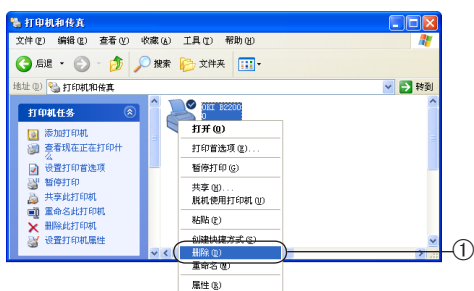 打印机和传真
文件(F) 编辑(E) 查看(V) 收藏(A) 工具(T) 帮助(H)
后退 搜索 文件夹
地址(D) 打印机和传真 转到
打印机任务
添加打印机
查看现在正在打印什么
设置打印首选项
暂停打印
共享此打印机
重命名此打印机
删除此打印机
设置打印机属性
OKI B2200
0
打开(O)
打印首选项(E)...
暂停打印(G)
共享(H)...
脱机使用打印机(U)
粘贴(P)
创建快捷方式(S)
删除(D)
重命名(M)
属性(R)
①